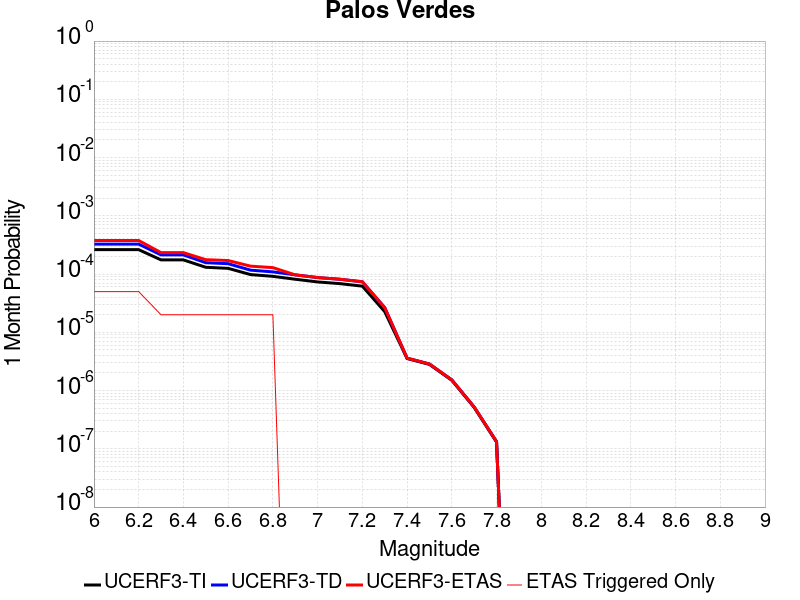 Palos Verdes
10^0
10^-1
10^-2
10^-3
10^-4
10^-5
10^-6
10^-7
10^-8
1 Month Probability
6 6.2 6.4 6.6 6.8 7 7.2 7.4 7.6 7.8 8 8.2 8.4 8.6 8.8 9
Magnitude
UCERF3-TI UCERF3-TD UCERF3-ETAS ETAS Triggered Only